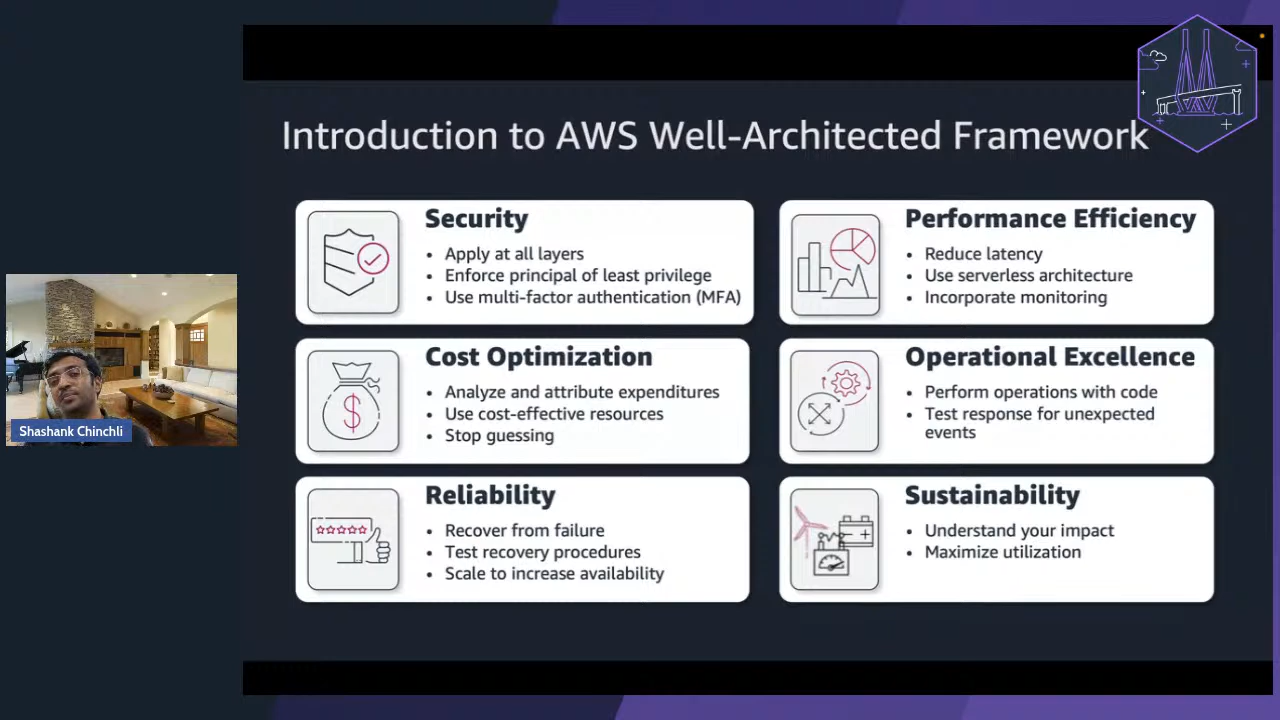 Introduction to AWS Well-Architected Framework
Security
• Apply at all layers
• Enforce principal of least privilege
• Use multi-factor authentication (MFA)
Performance Efficiency
• Reduce latency
• Use serverless architecture
• Incorporate monitoring
Cost Optimization
• Analyze and attribute expenditures
• Use cost-effective resources
• Stop guessing
Operational Excellence
• Perform operations with code
• Test response for unexpected
events
Reliability
• Recover from failure
• Test recovery procedures
• Scale to increase availability
Sustainability
• Understand your impact
• Maximize utilization
Shashank Chinchli